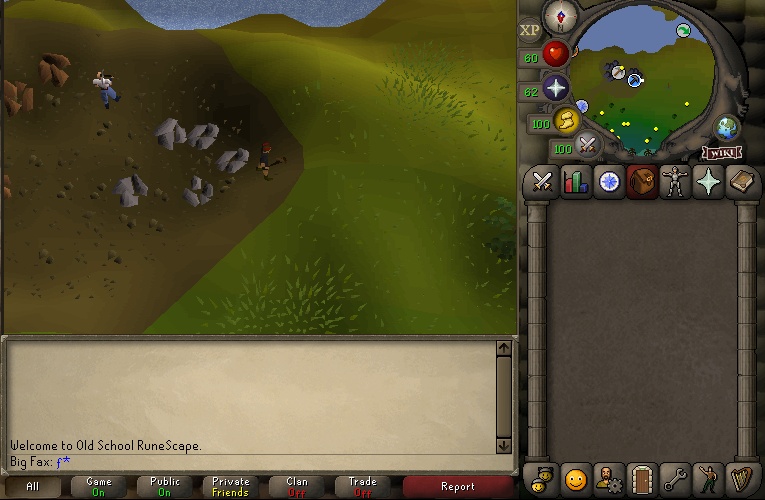 XP
N
60
62
100
100
WIKI
Welcome to Old School RuneScape.
Big Fax: f*
All
Game
On
Public
On
Private
Friends
Clan
Off
Trade
Off
Report